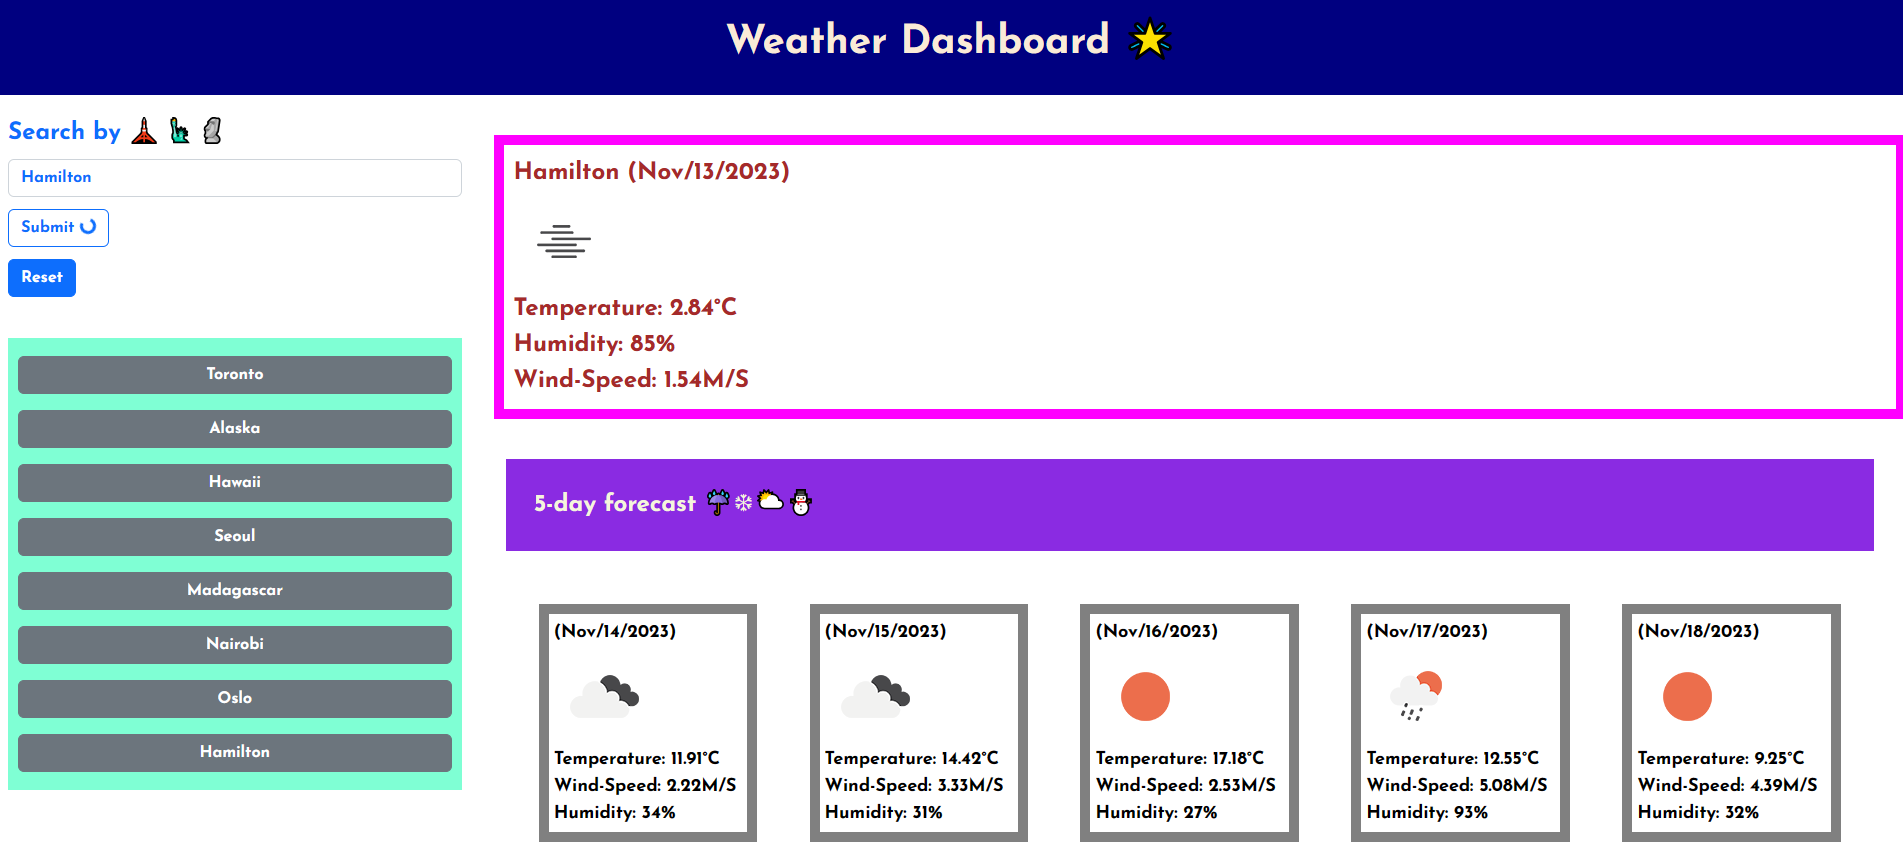 Weather Dashboard
Search by
Hamilton
Submit
Reset
Toronto
Alaska
Hawaii
Seoul
Madagascar
Nairobi
Oslo
Hamilton
Hamilton (Nov/13/2023)
Temperature: 2.84°C
Humidity: 85%
Wind-Speed: 1.54M/S
5-day forecast
(Nov/14/2023)
Temperature: 11.91°C
Wind-Speed: 2.22M/S
Humidity: 34%
(Nov/15/2023)
Temperature: 14.42°C
Wind-Speed: 3.33M/S
Humidity: 31%
(Nov/16/2023)
Temperature: 17.18°C
Wind-Speed: 2.53M/S
Humidity: 27%
(Nov/17/2023)
Temperature: 12.55°C
Wind-Speed: 5.08M/S
Humidity: 93%
(Nov/18/2023)
Temperature: 9.25°C
Wind-Speed: 4.39M/S
Humidity: 32%